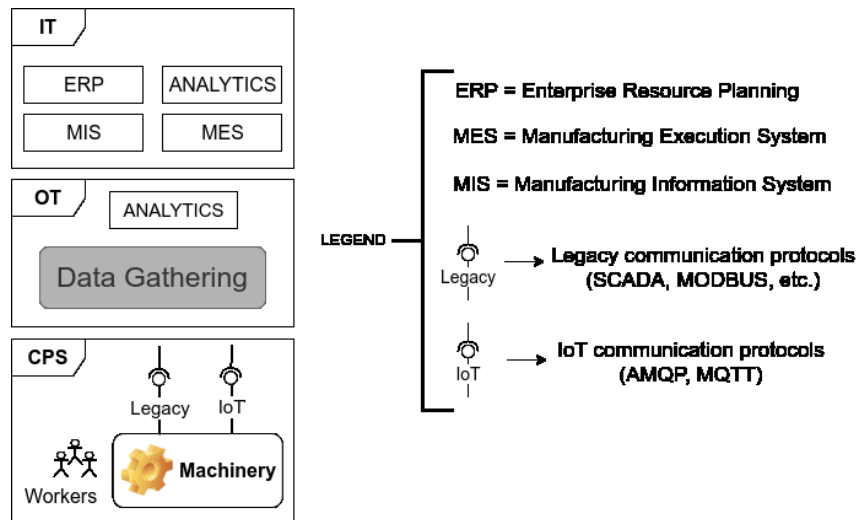 IT
ERP
ANALYTICS
MIS
MES
OT
ANALYTICS
Data Gathering
CPS
Legacy
IoT
Machinery
Workers
LEGEND
ERP = Enterprise Resource Planning
MES = Manufacturing Execution System
MIS = Manufacturing Information System
Legacy
Legacy communication protocols
(SCADA, MODBUS, etc.)
IoT
IoT communication protocols
(AMQP, MQTT)